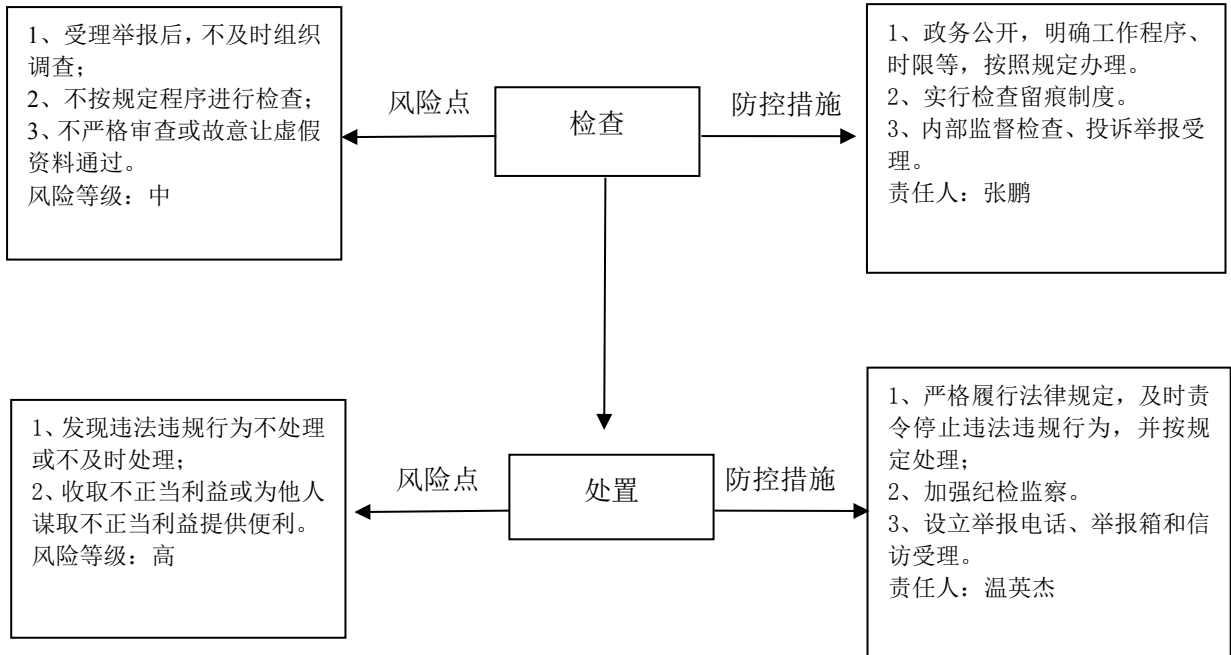 1、受理举报后，不及时组织
调查；
2、不按规定程序进行检查；
3、不严格审查或故意让虚假
资料通过。
风险等级：中
风险点
检查
防控措施
1、政务公开，明确工作程序、
时限等，按照规定办理。
2、实行检查留痕制度。
3、内部监督检查、投诉举报受
理。
责任人：张鹏
1、发现违法违规行为不处理
或不及时处理；
2、收取不正当利益或为他人
谋取不正当利益提供便利。
风险等级：高
风险点
处置
防控措施
1、严格履行法律规定，及时责
令停止违法违规行为，并按规
定处理；
2、加强纪检监察。
3、设立举报电话、举报箱和信
访受理。
责任人：温英杰